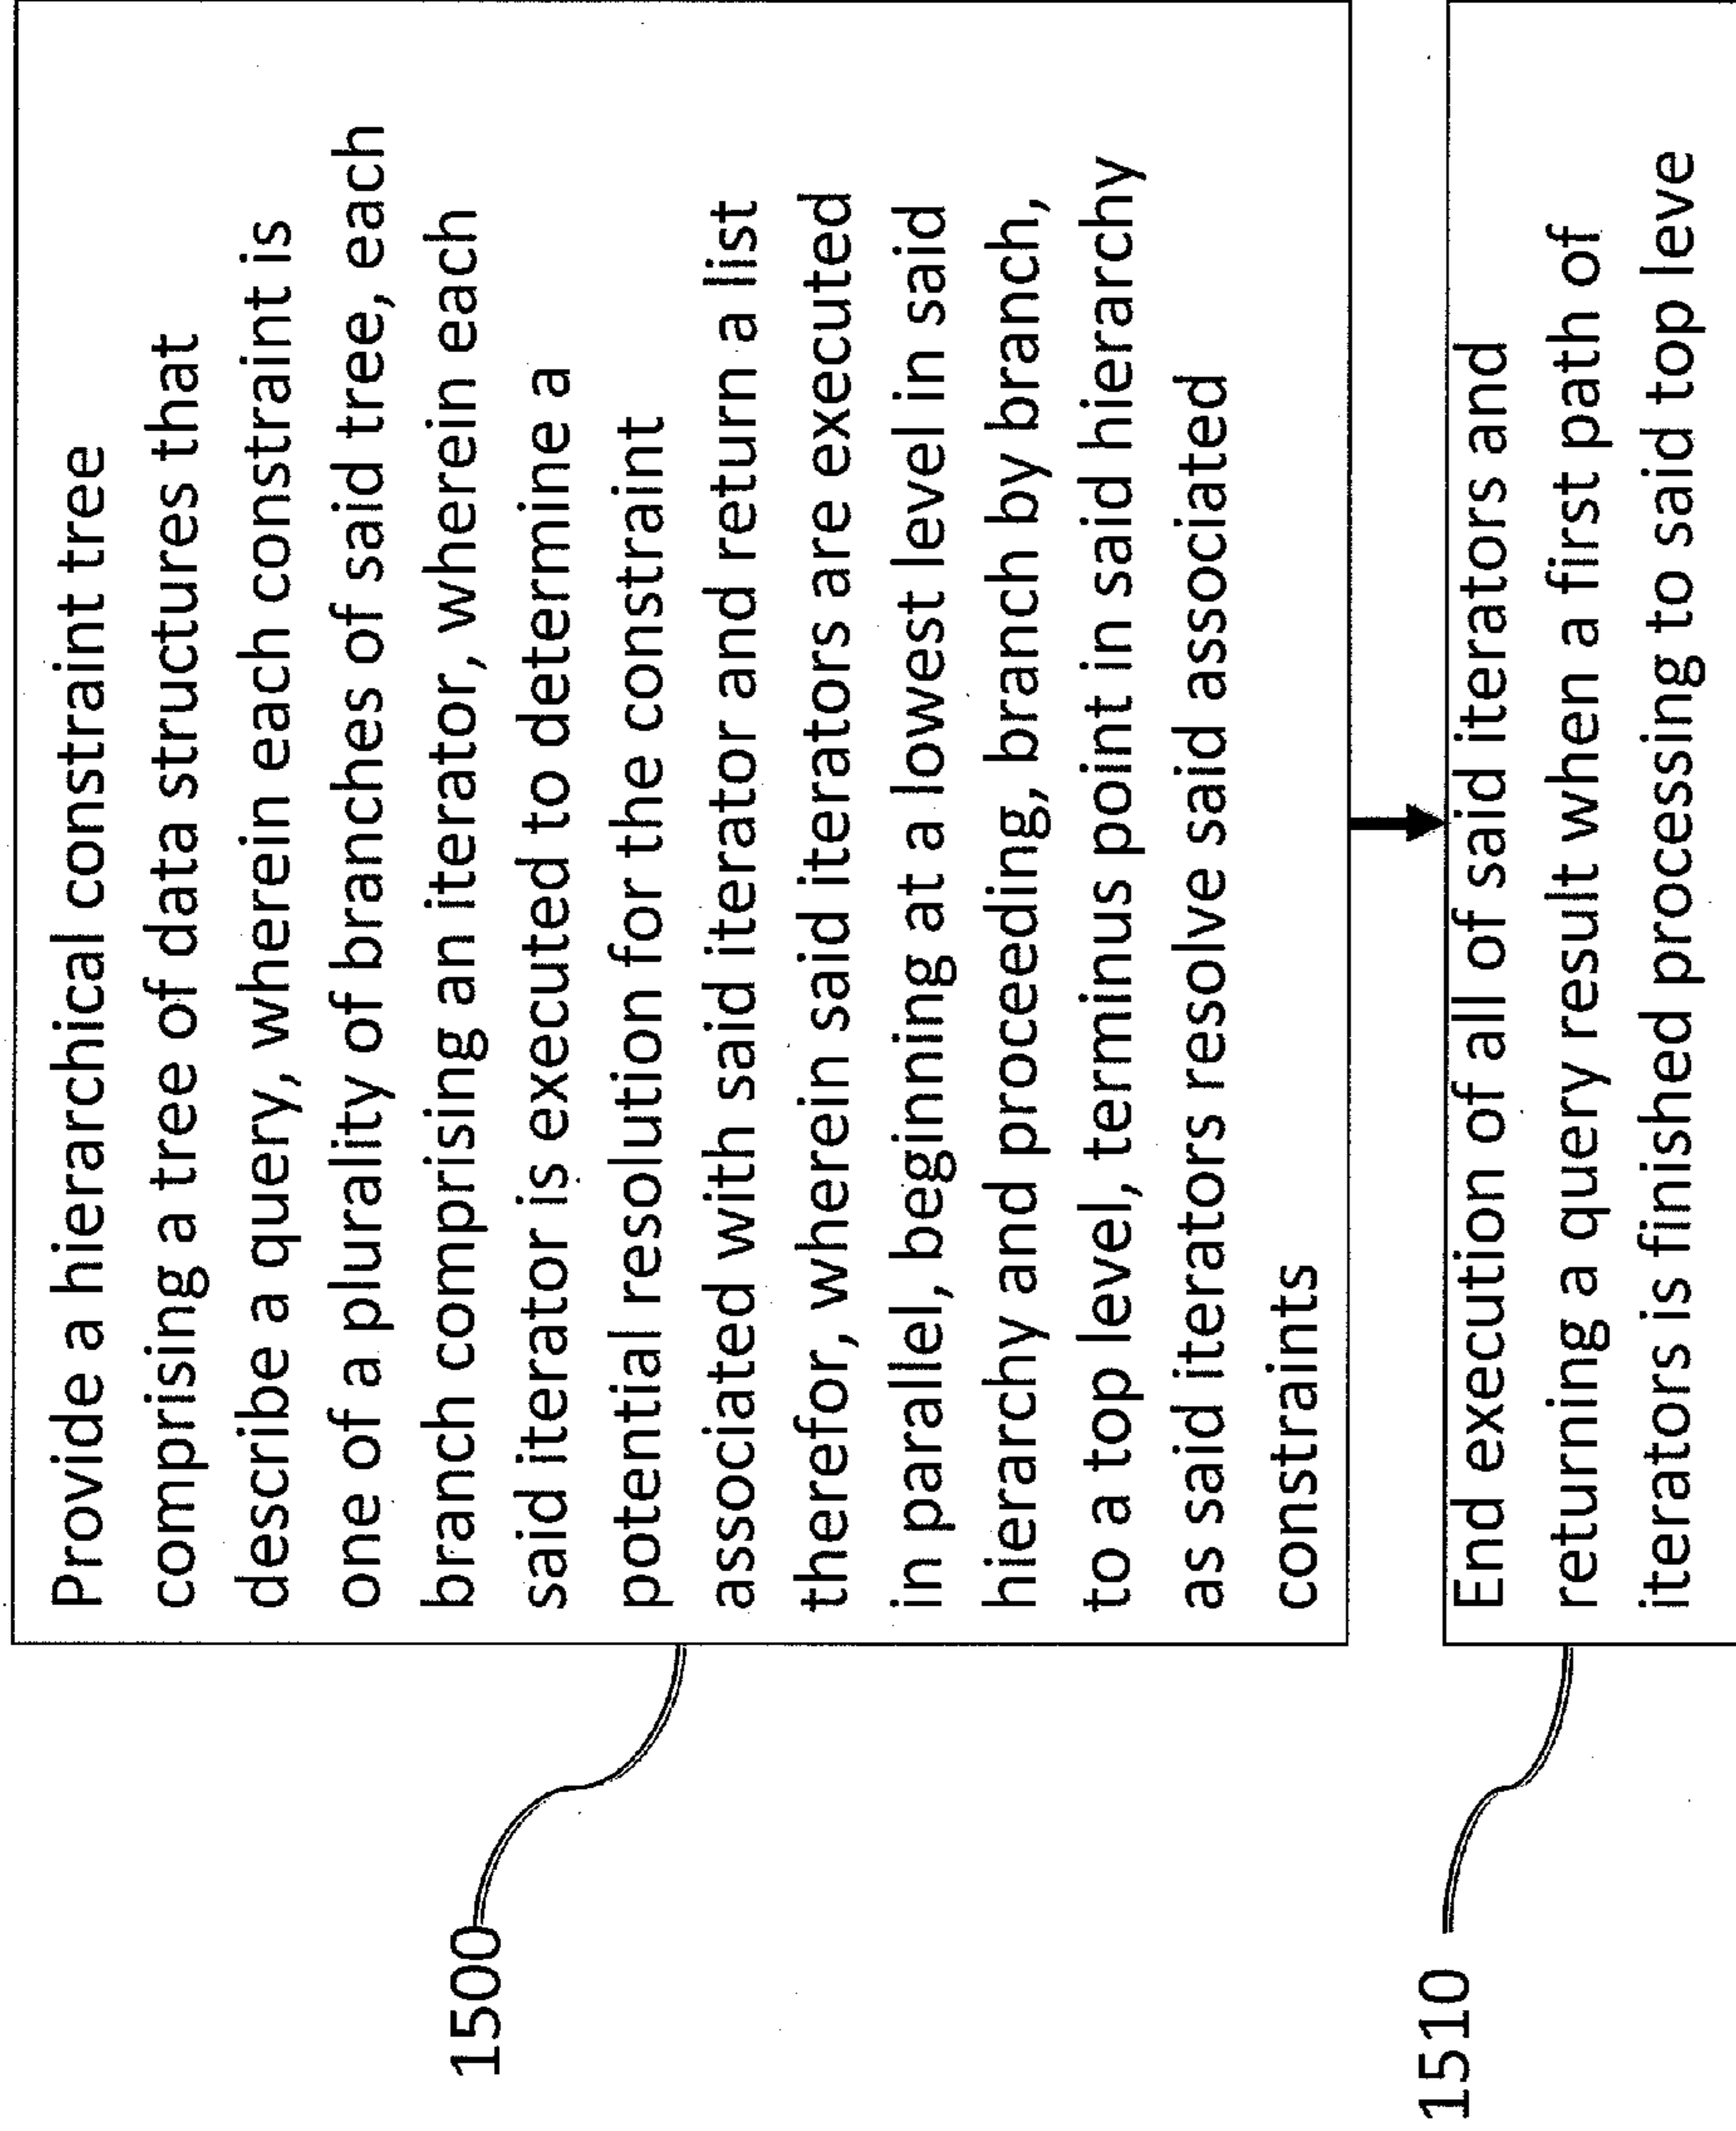 Provide a hierarchical constraint tree
comprising a tree of data structures that
describe a query, wherein each constraint is
one of a plurality of branches of said tree, each
branch comprising an iterator, wherein each
said iterator is executed to determine a
potential resolution for the constraint
associated with said iterator and return a list
therefor, wherein said iterators are executed
in parallel, beginning at a lowest level in said
hierarchy and proceeding, branch by branch,
to a top level, terminus point in said hierarchy
as said iterators resolve said associated
constraints
1500
End execution of all of said iterators and
returning a query result when a first path of
iterators is finished processing to said top leve
1510